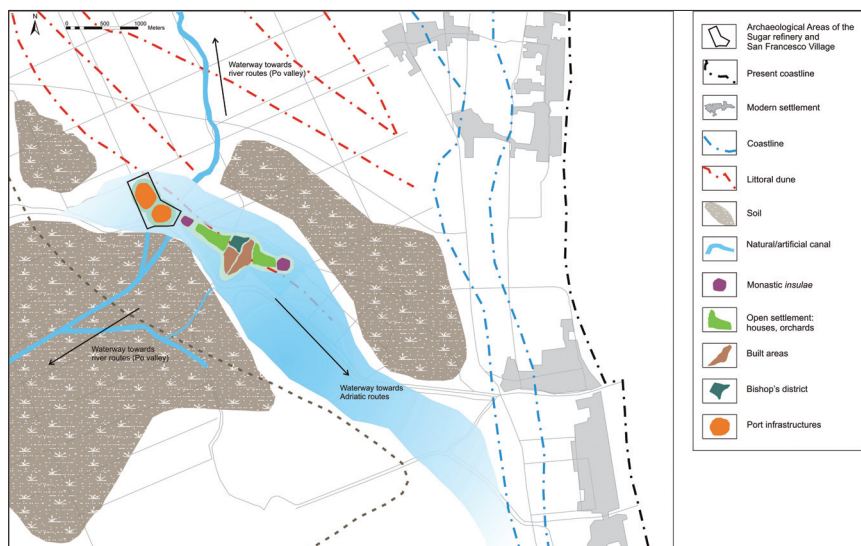 N
0 500 1000
Meters
Waterway towards
river routes (Po valley)
Waterway towards
river routes (Po valley)
Waterway towards
Adriatic routes
Archaeological Areas of the
Sugar refinery and
San Francesco Village
Present coastline
Modern settlement
Coastline
Littoral dune
Soil
Natural/artificial canal
Monastic insulae
Open settlement:
houses, orchards
Built areas
Bishop's district
Port infrastructures